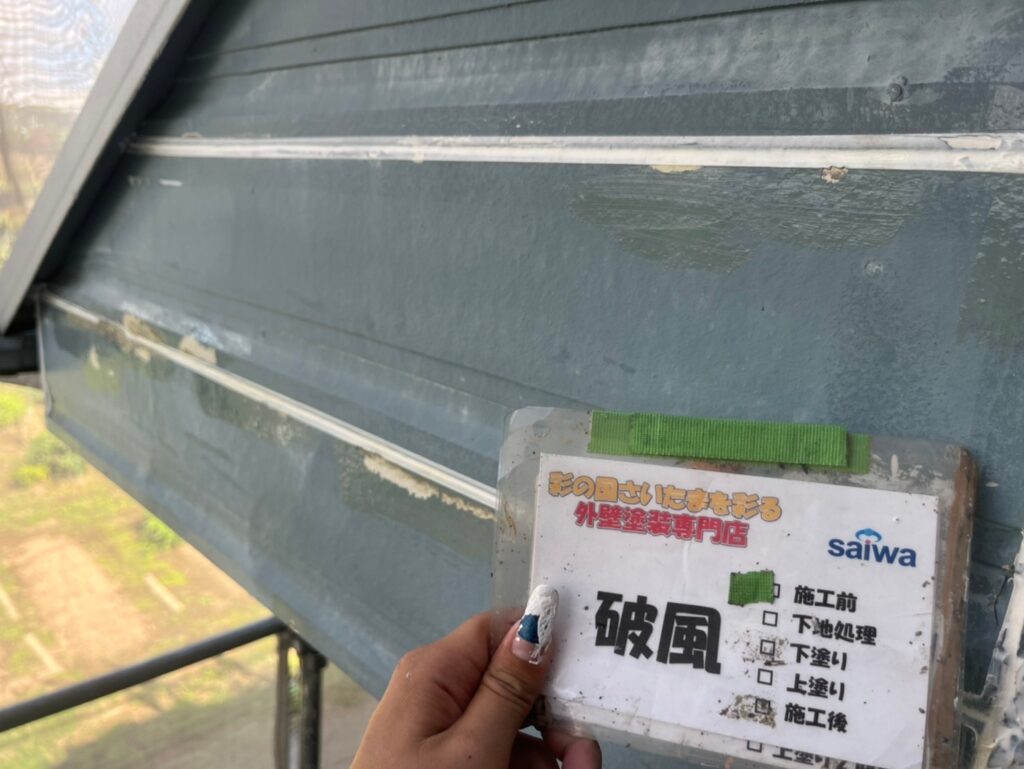 彩の国さいたまを彩る
外壁塗装専門店
saiwa
破風
□ 施工前
□ 下地処理
□ 下塗り
□ 上塗り
□ 施工後